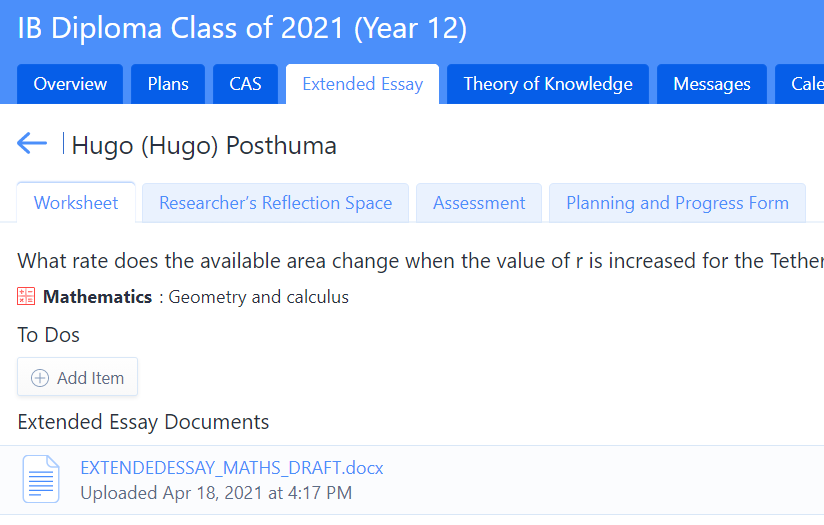 IB Diploma Class of 2021 (Year 12)
Overview Plans CAS Extended Essay Theory of Knowledge Messages
Hugo (Hugo) Posthuma
Worksheet Researcher’s Reflection Space Assessment Planning and Progress Form
What rate does the available area change when the value of r is increased for the
Mathematics : Geometry and calculus
To Dos
Add Item
Extended Essay Documents
EXTENDEDESSAY_MATHS_DRAFT.docx
Uploaded Apr 18, 2021 at 4:17 PM